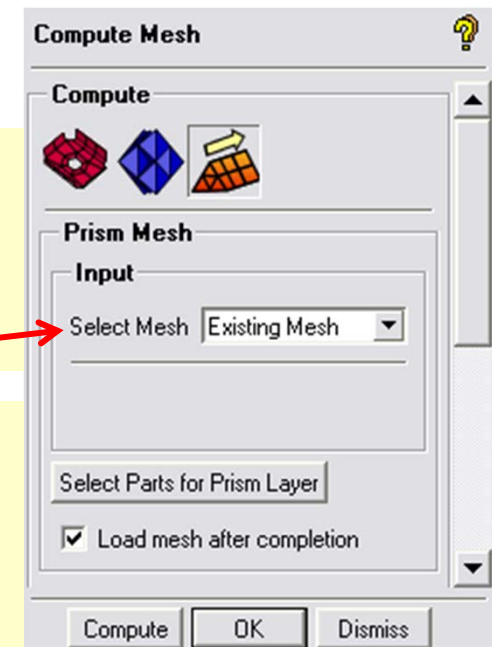 Compute Mesh
Compute
Prism Mesh
Input
Select Mesh Existing Mesh
Select Parts for Prism Layer
Load mesh after completion
Compute OK Dismiss